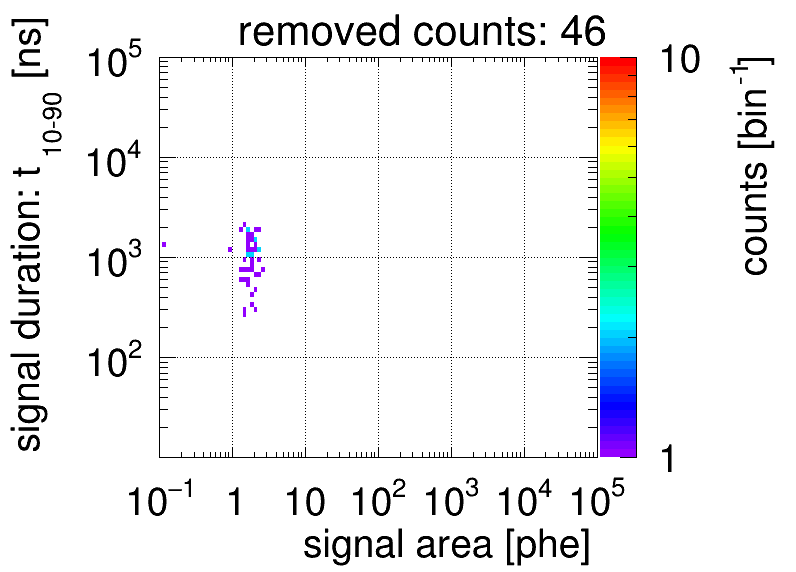 removed counts: 46
signal duration: t 10-90 [ns]
10^5
10^4
10^3
10^2
10^−1 1 10 10^2 10^3 10^4 10^5
signal area [phe]
10
1
counts [bin^-1]